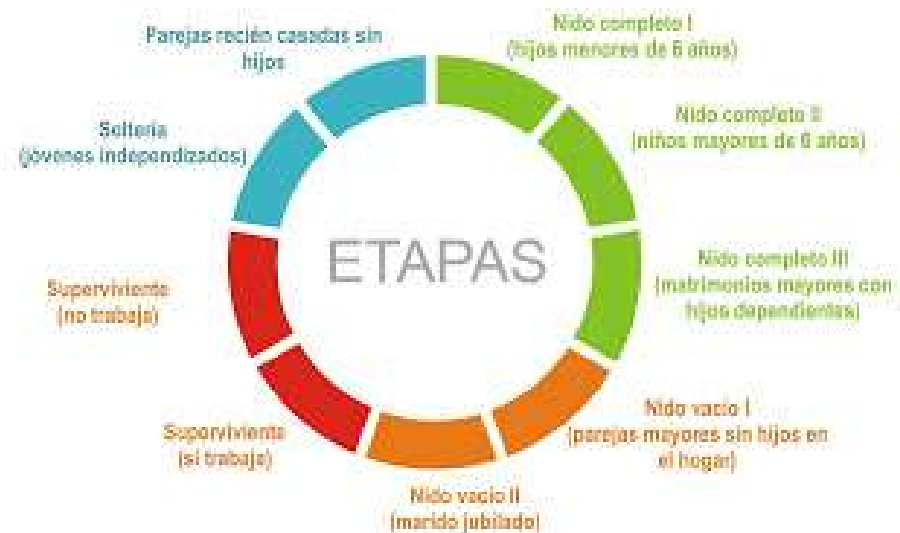 Parejas recién casadas sin
hijos
Nido completo I
(hijos menores de 6 años)
Soltería
(jóvenes independizados)
Nido completo II
(niños mayores de 6 años)
ETAPAS
Superviviente
(no trabaja)
Nido completo III
(matrimonios mayores con
hijos dependientes)
Superviviente
(si trabaja)
Nido vacío I
(parejas mayores sin hijos en
el hogar)
Nido vacío II
(marido jubilado)